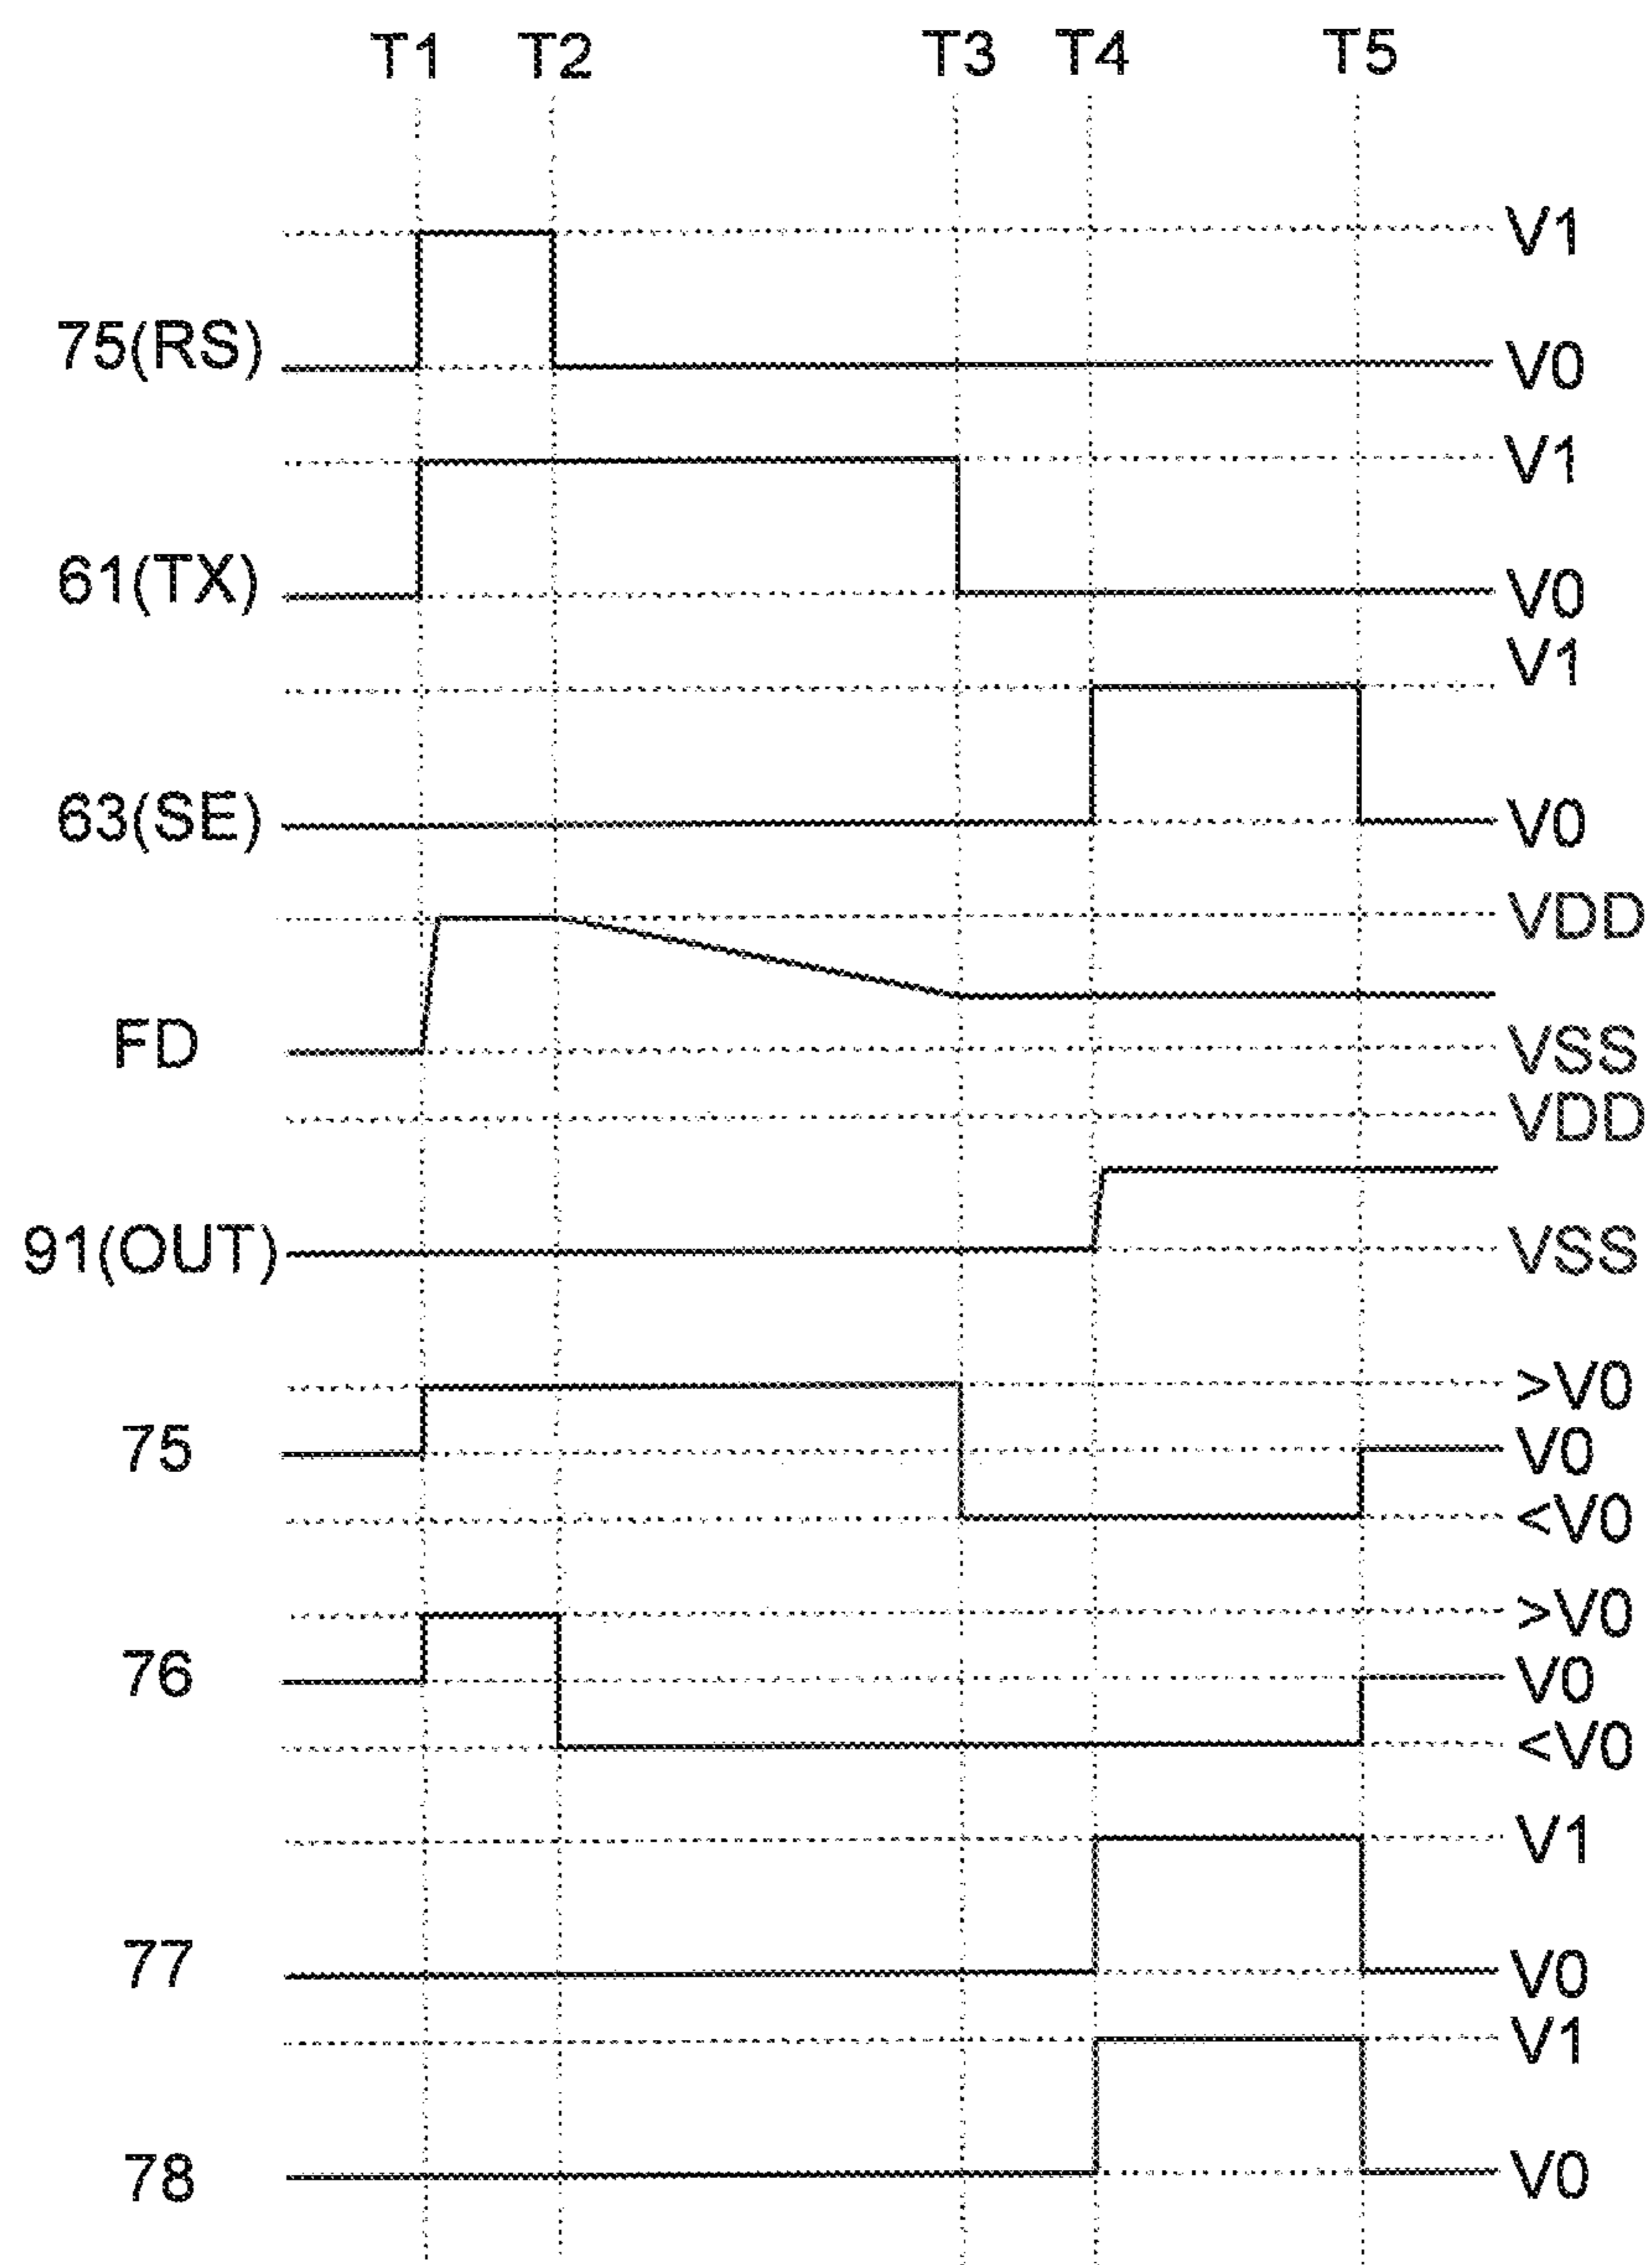 T1 T2 T3 T4 T5
V1
75(RS) V0
V1
61(TX) V0
V1
63(SE) V0
VDD
FD VSS
VDD
91(OUT) VSS
>V0
75 V0
<V0
>V0
76 V0
<V0
V1
77 V0
V1
78 V0